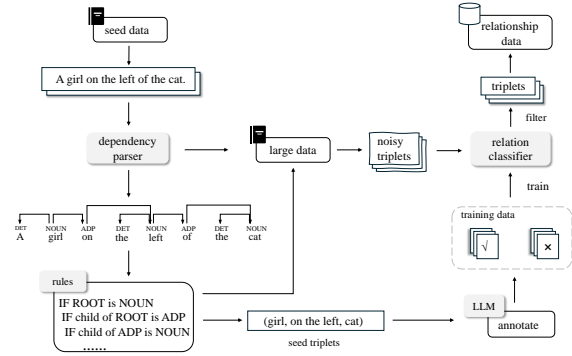 seed data
A girl on the left of the cat.
dependency
parser
large data
noisy
triplets
relation
classifier
relationship
data
triplets
filter
train
training data
√
×
DET NOUN ADP DET NOUN ADP DET NOUN
A girl on the left of the cat
rules
IF ROOT is NOUN
IF child of ROOT is ADP
IF child of ADP is NOUN
......
(girl, on the left, cat)
seed triplets
LLM
annotate